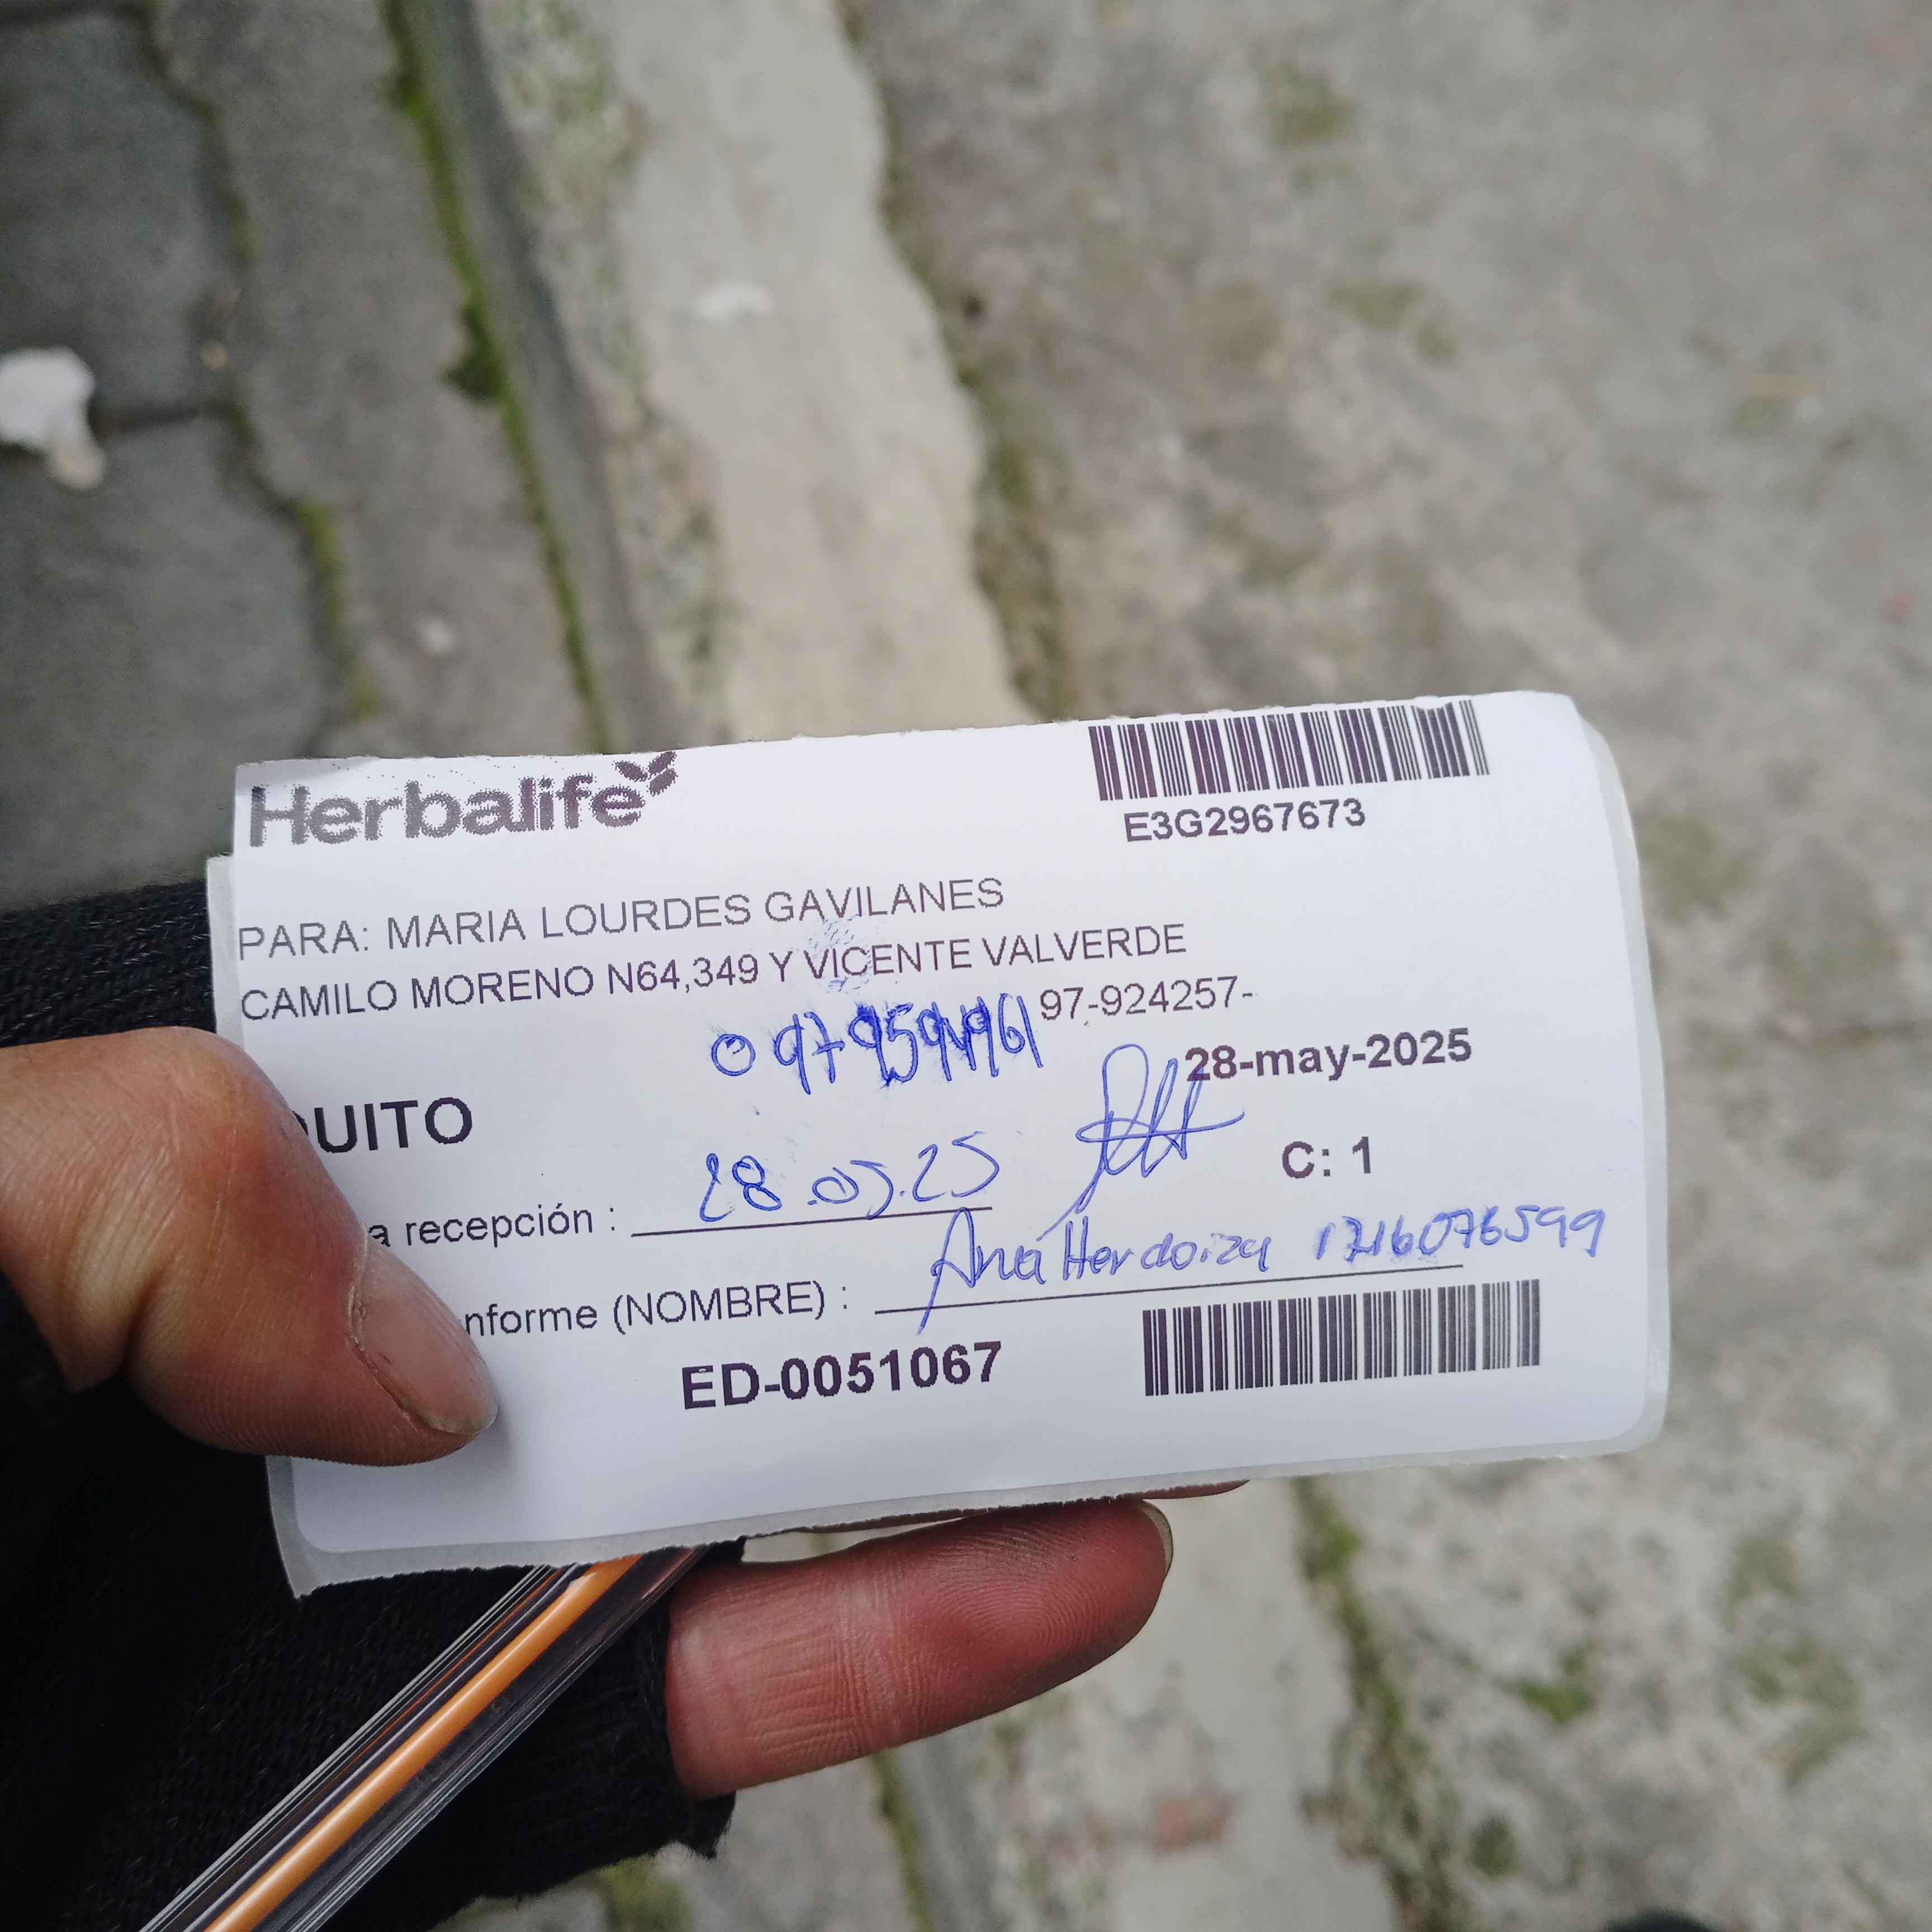 Herbalife
E3G2967673
PARA: MARIA LOURDES GAVILANES
CAMILO MORENO N64,349 Y VICENTE VALVERDE
97-924257-
28-may-2025
UITO
28.05.25
C: 1
a recepción :
Ana Herdoiza
nforme (NOMBRE) :
ED-0051067